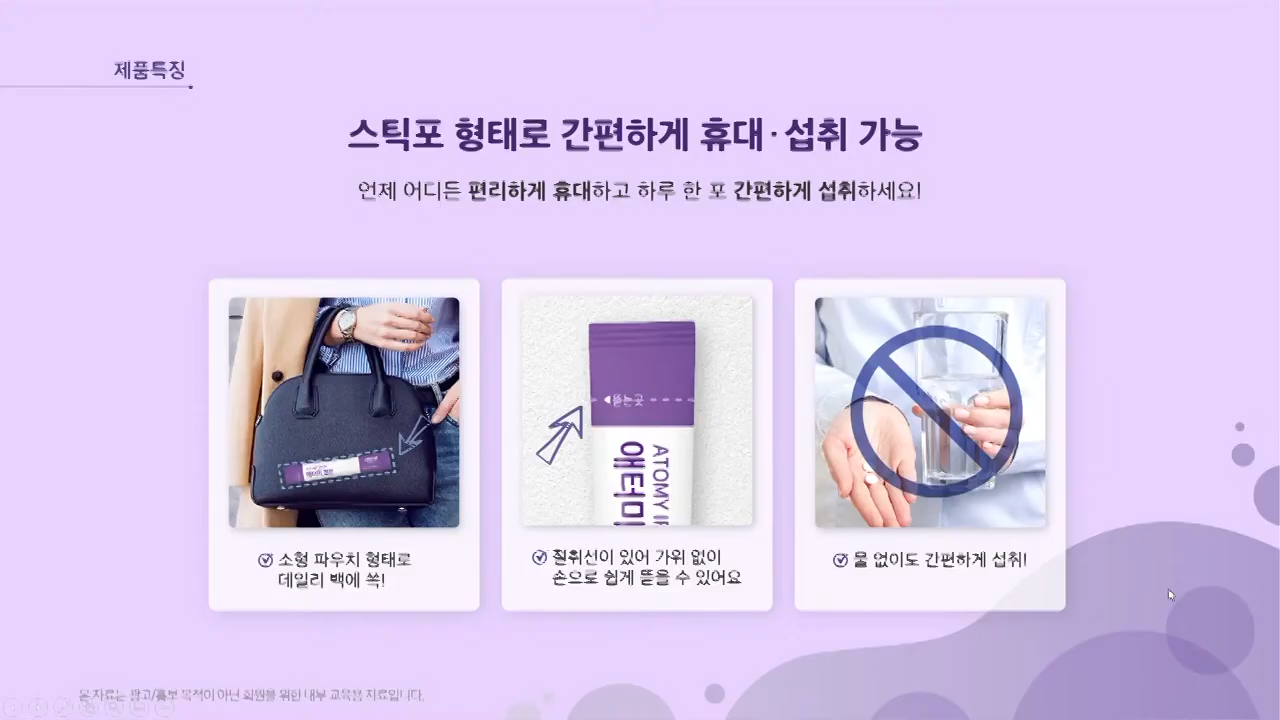 제품특징
스틱포 형태로 간편하게 휴대·섭취 가능
언제 어디든 편리하게 휴대하고 하루 한 포 간편하게 섭취하세요!
뜯는곳
애터미
ATOMY
소형 파우치 형태로
데일리 백에 쏙!
절취선이 있어 가위 없이
손으로 쉽게 뜯을 수 있어요
물 없이도 간편하게 섭취!
본 자료는 광고/홍보 목적이 아닌 회원을 위한 내부 교육용 자료입니다.